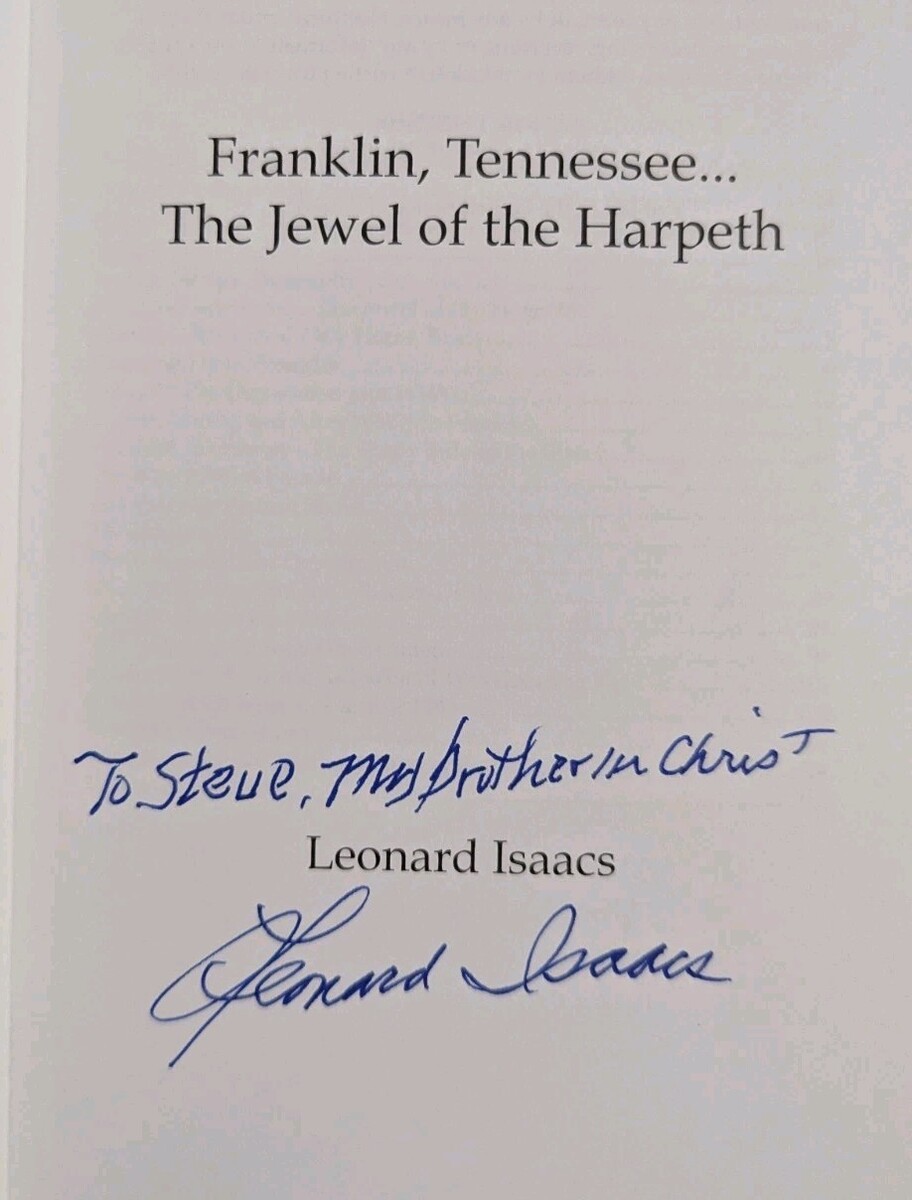 Franklin, Tennessee...
The Jewel of the Harpeth
To Steve, My Brother in Christ
Leonard Isaacs
Leonard Isaacs